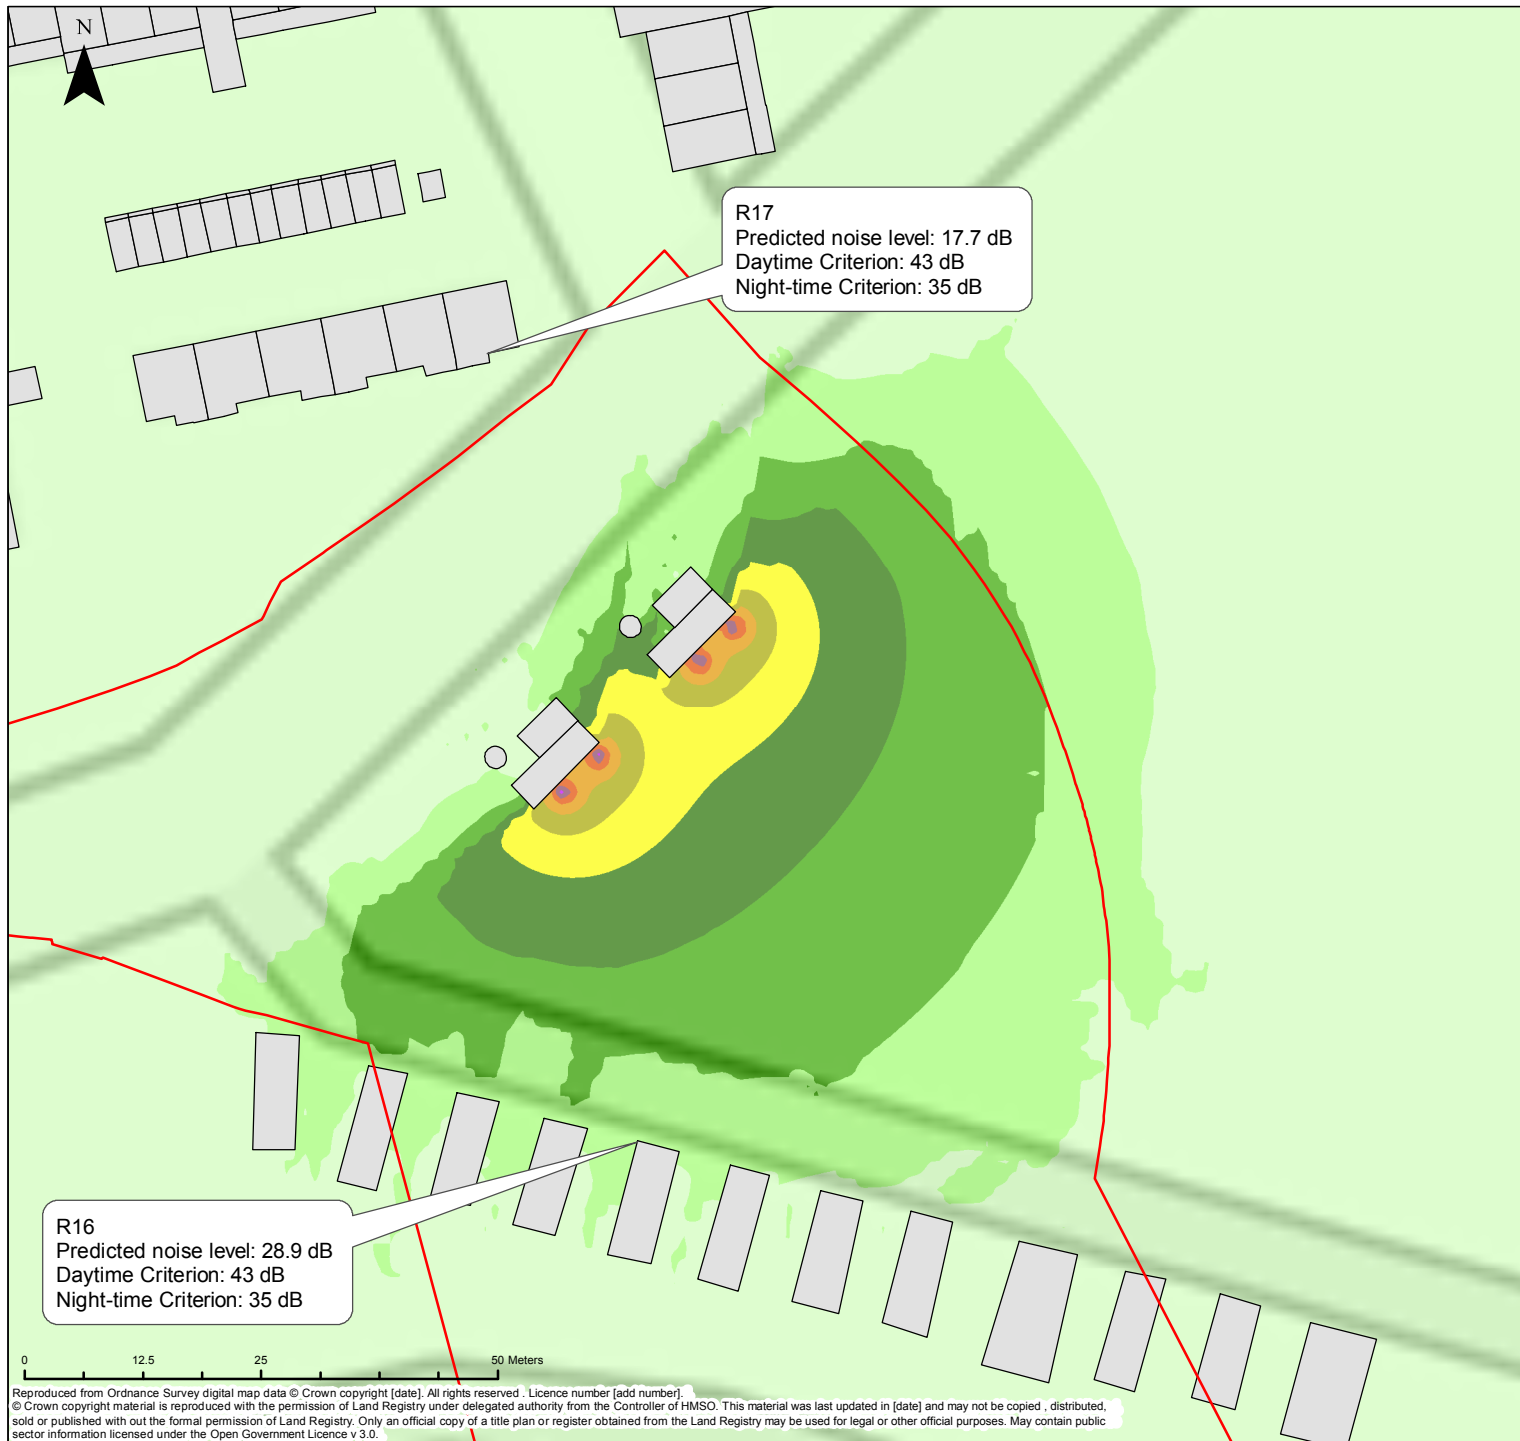 N
R17
Predicted noise level: 17.7 dB
Daytime Criterion: 43 dB
Night-time Criterion: 35 dB
R16
Predicted noise level: 28.9 dB
Daytime Criterion: 43 dB
Night-time Criterion: 35 dB
0 12.5 25 50 Meters
Reproduced from Ordnance Survey digital map data © Crown copyright [date]. All rights reserved . Licence number [add number].
© Crown copyright material is reproduced with the permission of Land Registry under delegated authority from the Controller of HMSO. This material was last updated in [date] and may not be copied , distributed,
sold or published with out the formal permission of Land Registry. Only an official copy of a title plan or register obtained from the Land Registry may be used for legal or other official purposes. May contain public
sector information licensed under the Open Government Licence v 3.0.